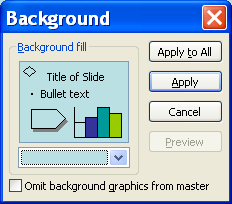 Background
Background fill
Title of Slide
• Bullet text
Apply to All
Apply
Cancel
Preview
Omit background graphics from master